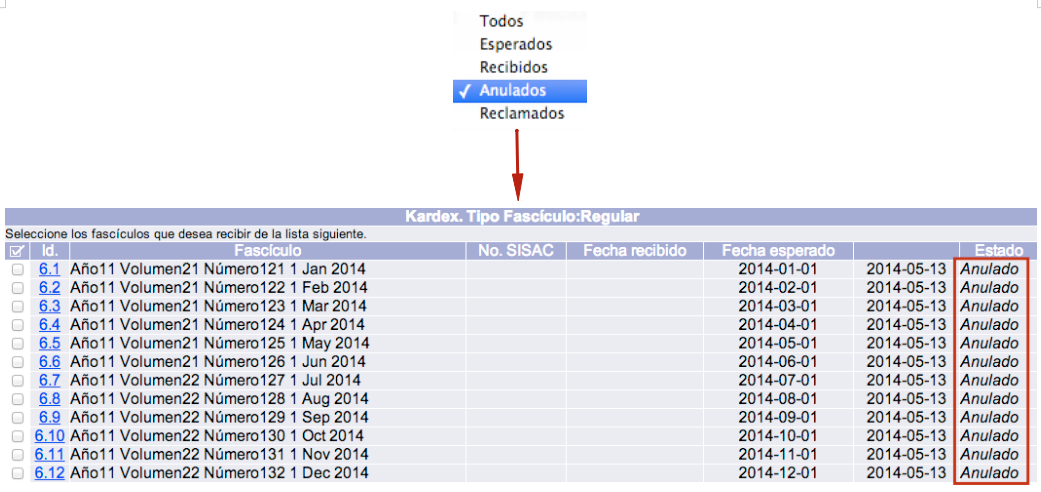 Todos
Esperados
Recibidos
✓ Anulados
Reclamados
Kardex. Tipo Fascículo:Regular
Seleccione los fascículos que desea recibir de la lista siguiente.
Id. Fascículo No. SISAC Fecha recibido Fecha esperado Estado
6.1 Año11 Volumen21 Número121 1 Jan 2014 2014-01-01 2014-05-13 Anulado
6.2 Año11 Volumen21 Número122 1 Feb 2014 2014-02-01 2014-05-13 Anulado
6.3 Año11 Volumen21 Número123 1 Mar 2014 2014-03-01 2014-05-13 Anulado
6.4 Año11 Volumen21 Número124 1 Apr 2014 2014-04-01 2014-05-13 Anulado
6.5 Año11 Volumen21 Número125 1 May 2014 2014-05-01 2014-05-13 Anulado
6.6 Año11 Volumen21 Número126 1 Jun 2014 2014-06-01 2014-05-13 Anulado
6.7 Año11 Volumen22 Número127 1 Jul 2014 2014-07-01 2014-05-13 Anulado
6.8 Año11 Volumen22 Número128 1 Aug 2014 2014-08-01 2014-05-13 Anulado
6.9 Año11 Volumen22 Número129 1 Sep 2014 2014-09-01 2014-05-13 Anulado
6.10 Año11 Volumen22 Número130 1 Oct 2014 2014-10-01 2014-05-13 Anulado
6.11 Año11 Volumen22 Número131 1 Nov 2014 2014-11-01 2014-05-13 Anulado
6.12 Año11 Volumen22 Número132 1 Dec 2014 2014-12-01 2014-05-13 Anulado